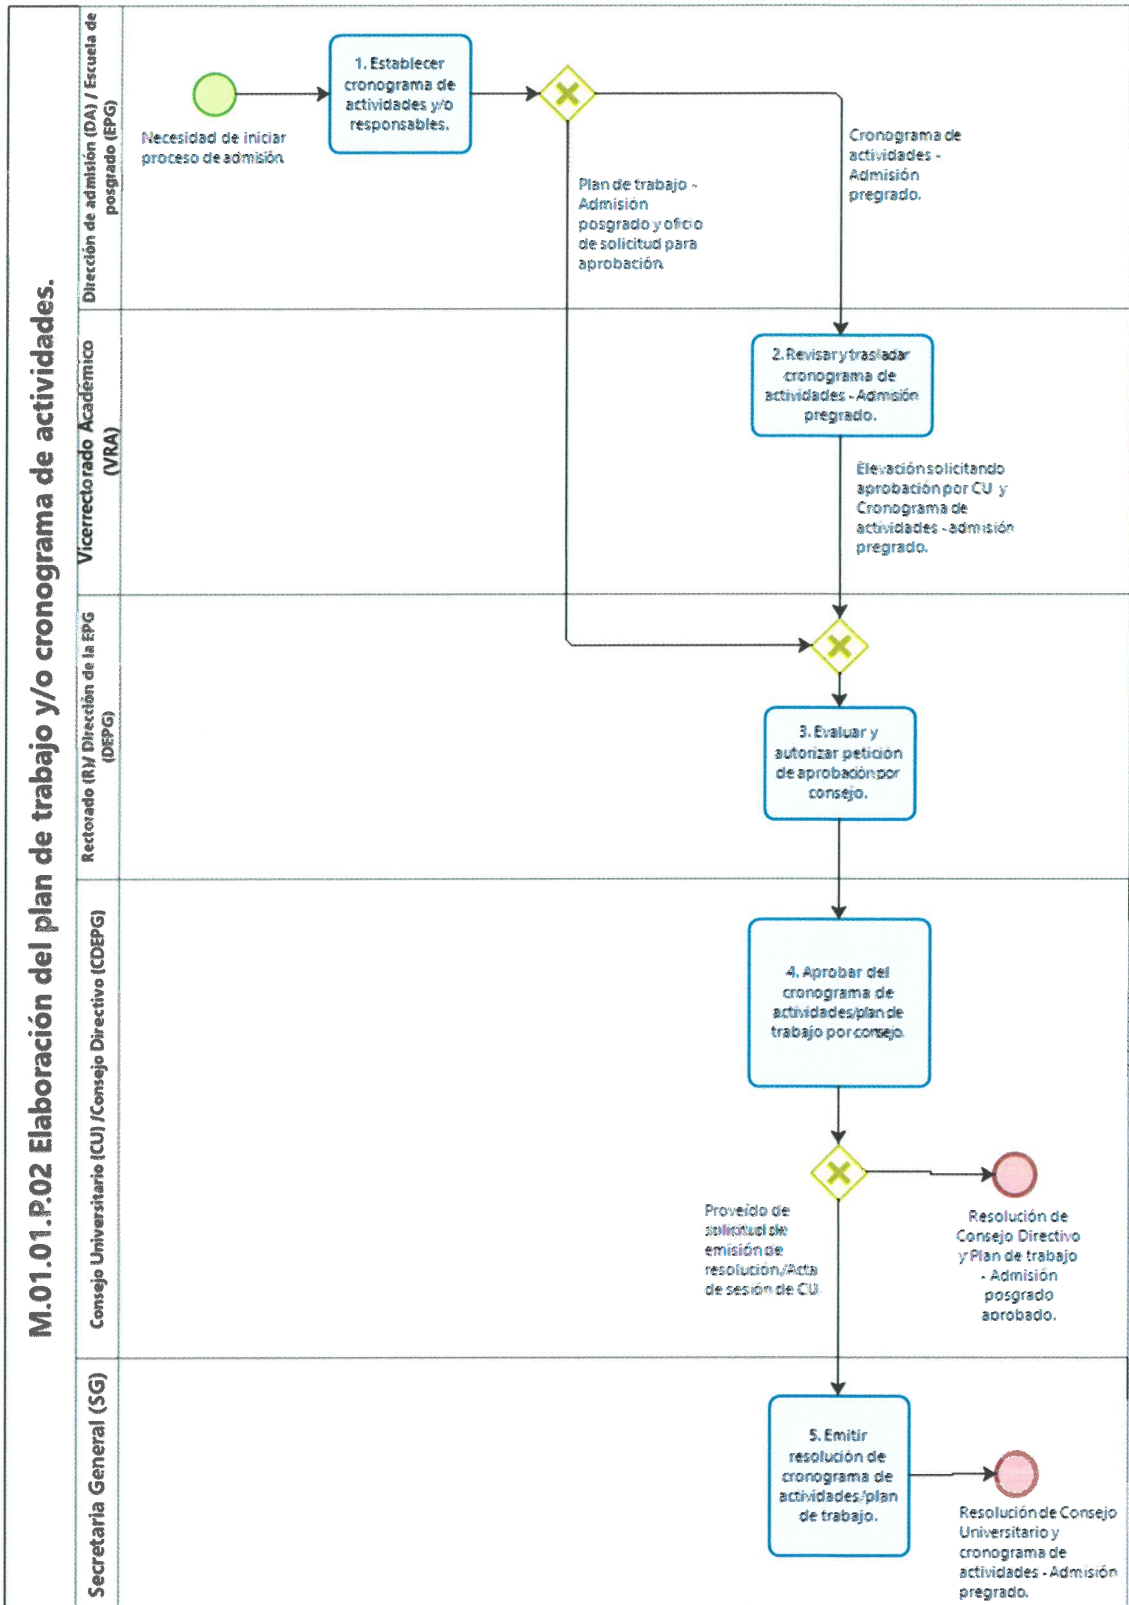 M.01.01.P.02 Elaboración del plan de trabajo y/o cronograma de actividades.
Dirección de admisión (DA) / Escuela de
posgrado (EPG)
Necesidad de iniciar
proceso de admisión.
1. Establecer
cronograma de
actividades y/o
responsables.
Plan de trabajo -
Admisión
posgrado y oficio
de solicitud para
aprobación.
Cronograma de
actividades -
Admisión
pregrado.
Vicerrectorado Académico
(VRA)
2. Revisar y trasladar
cronograma de
actividades - Admisión
pregrado.
Elevación solicitando
aprobación por CU y
Cronograma de
actividades - admisión
pregrado.
Rectorado (R)/ Dirección de la EPG
(DEPG)
3. Evaluar y
autorizar petición
de aprobación por
consejo.
Consejo Universitario (CU) /Consejo Directivo (CDEPG)
4. Aprobar del
cronograma de
actividades/plan de
trabajo por consejo.
Proveído de
solicitud de
emisión de
resolución/Acta
de sesión de CU
Resolución de
Consejo Directivo
y Plan de trabajo
- Admisión
posgrado
aprobado.
Secretaria General (SG)
5. Emitir
resolución de
cronograma de
actividades/plan
de trabajo.
Resolución de Consejo
Universitario y
cronograma de
actividades - Admisión
pregrado.